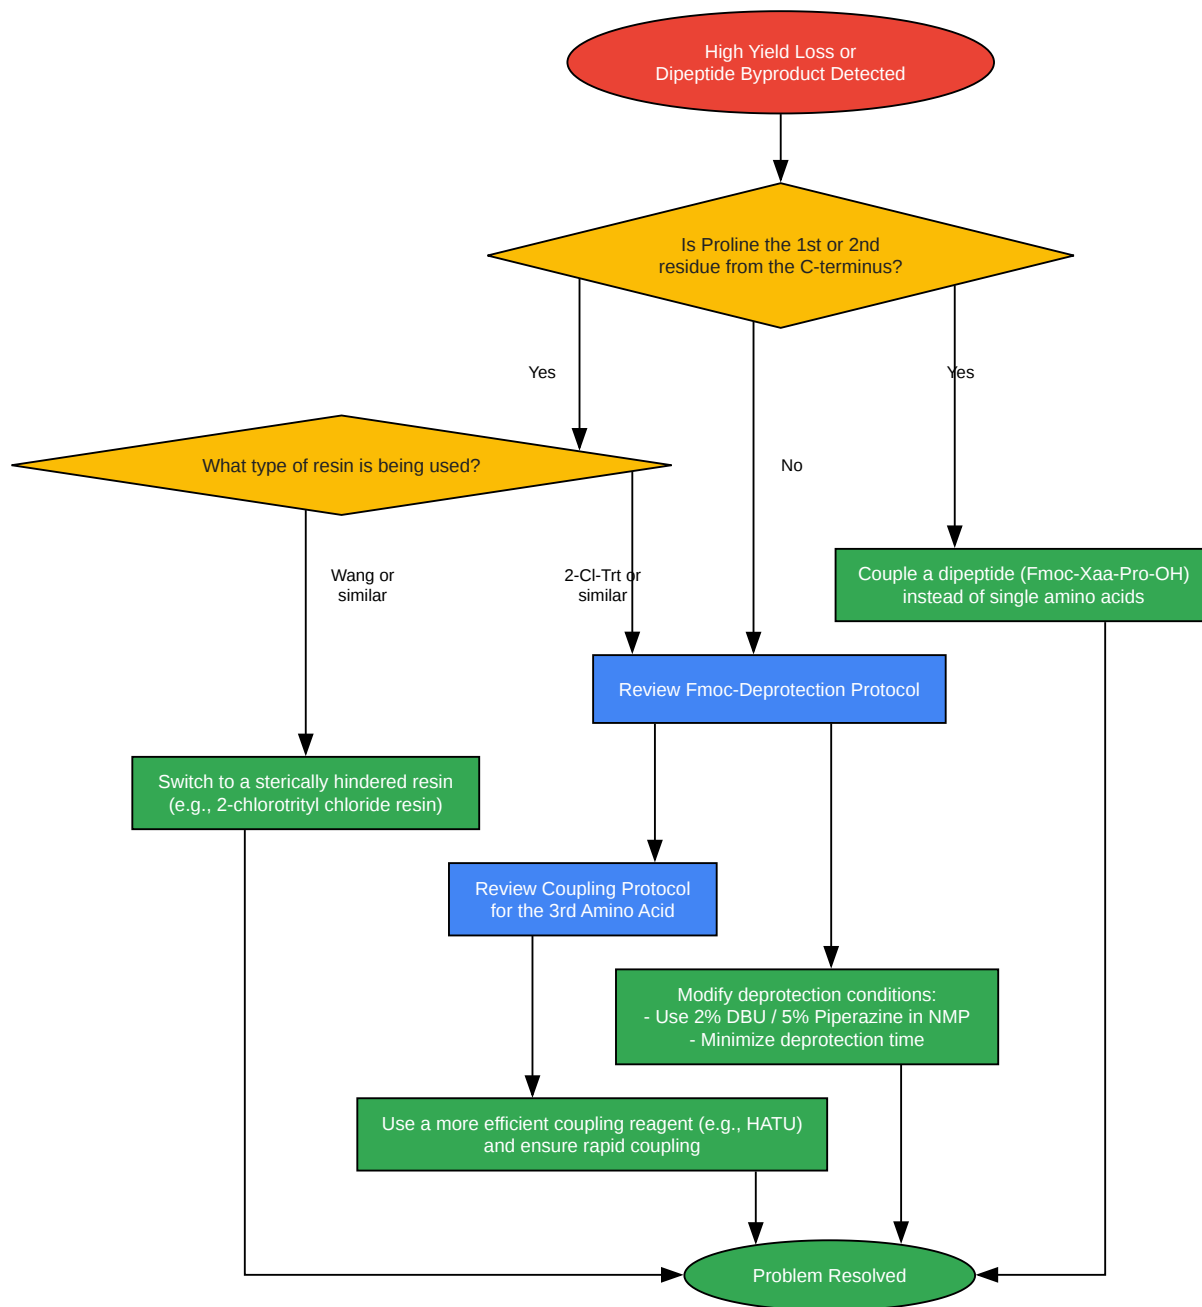 High Yield Loss or
Dipeptide Byproduct Detected
Is Proline the 1st or 2nd
residue from the C-terminus?
Yes
Yes
What type of resin is being used?
No
Wang or
similar
2-Cl-Trt or
similar
Couple a dipeptide (Fmoc-Xaa-Pro-OH)
instead of single amino acids
Review Fmoc-Deprotection Protocol
Switch to a sterically hindered resin
(e.g., 2-chlorotrityl chloride resin)
Review Coupling Protocol
for the 3rd Amino Acid
Modify deprotection conditions:
- Use 2% DBU / 5% Piperazine in NMP
- Minimize deprotection time
Use a more efficient coupling reagent (e.g., HATU)
and ensure rapid coupling
Problem Resolved